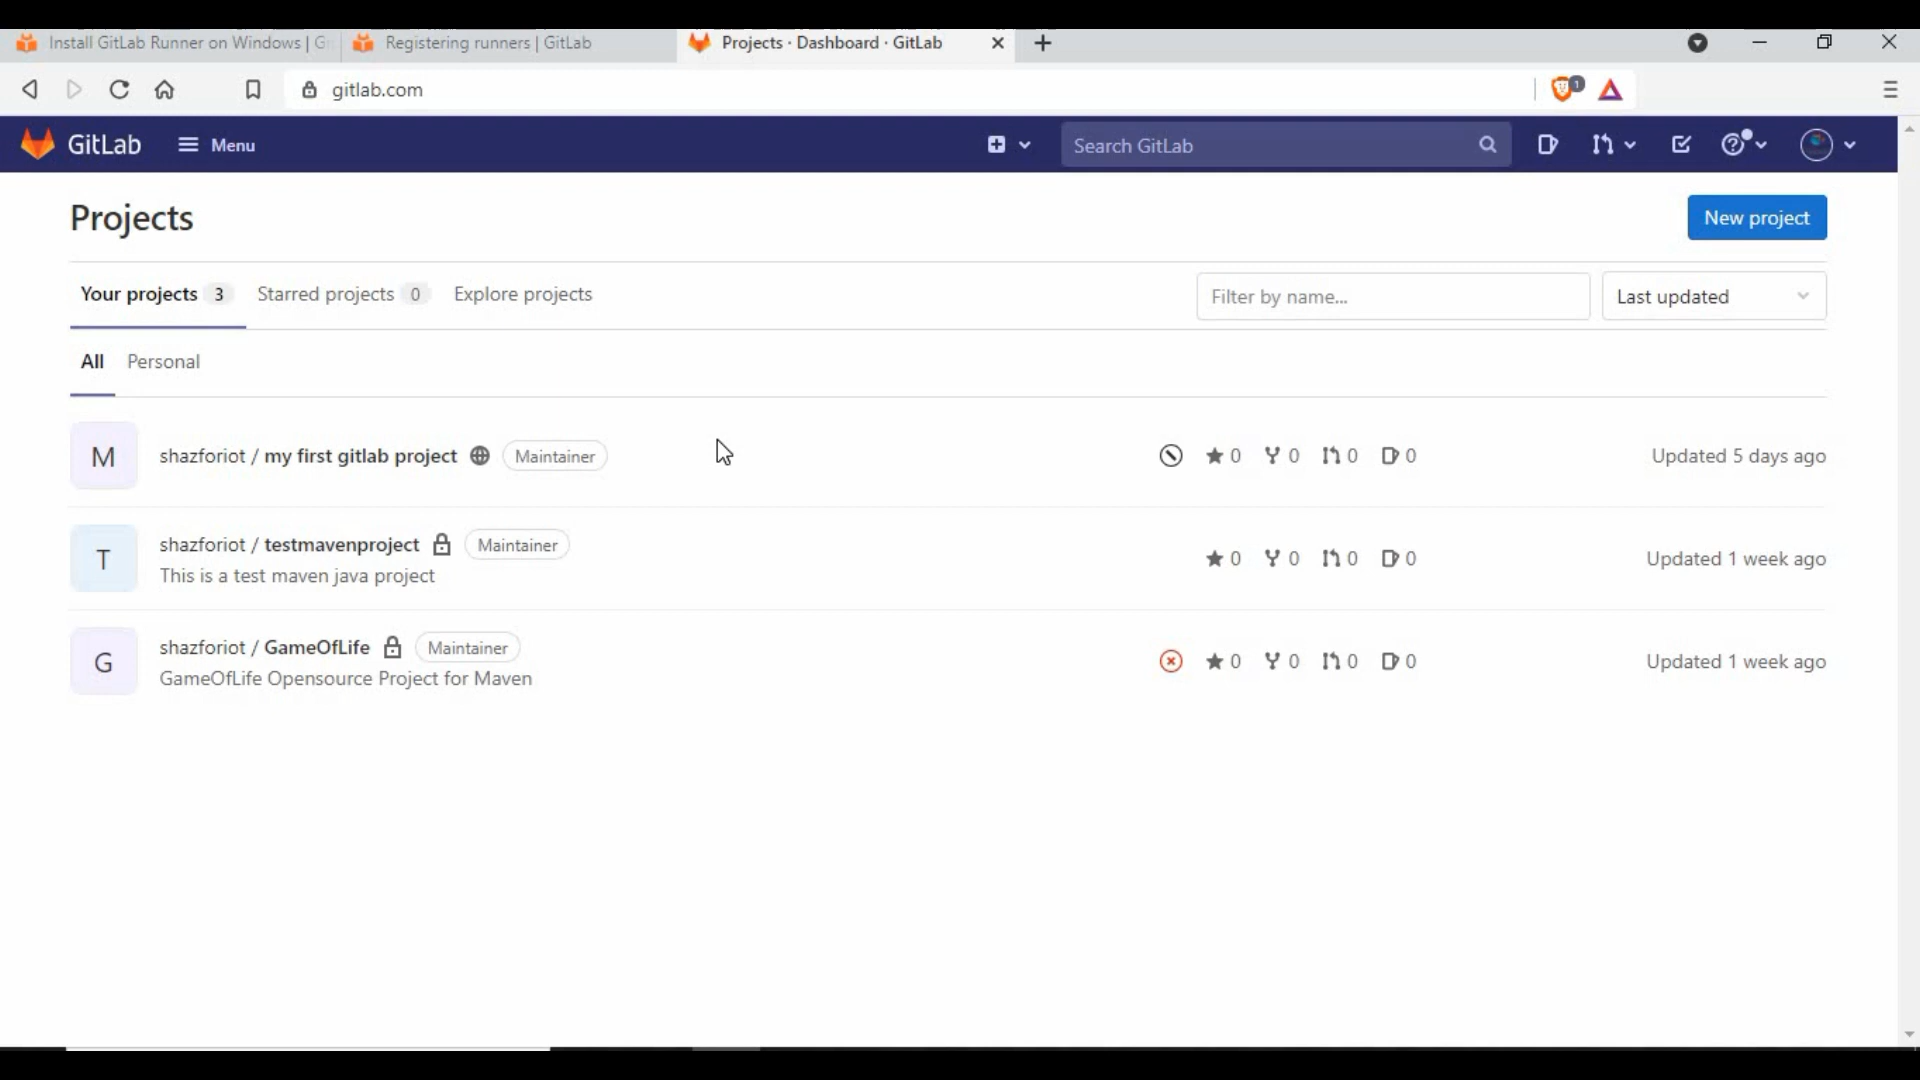 Install GitLab Runner on Windows | Gi
Registering runners | GitLab
Projects · Dashboard · GitLab
gitlab.com
1
GitLab
Menu
Search GitLab
Projects
New project
Your projects 3
Starred projects 0
Explore projects
Filter by name...
Last updated
All
Personal
M
shazforiot / my first gitlab project
Maintainer
0 0 0 0
Updated 5 days ago
T
shazforiot / testmavenproject
Maintainer
This is a test maven java project
0 0 0 0
Updated 1 week ago
G
shazforiot / GameOfLife
Maintainer
GameOfLife Opensource Project for Maven
0 0 0 0
Updated 1 week ago